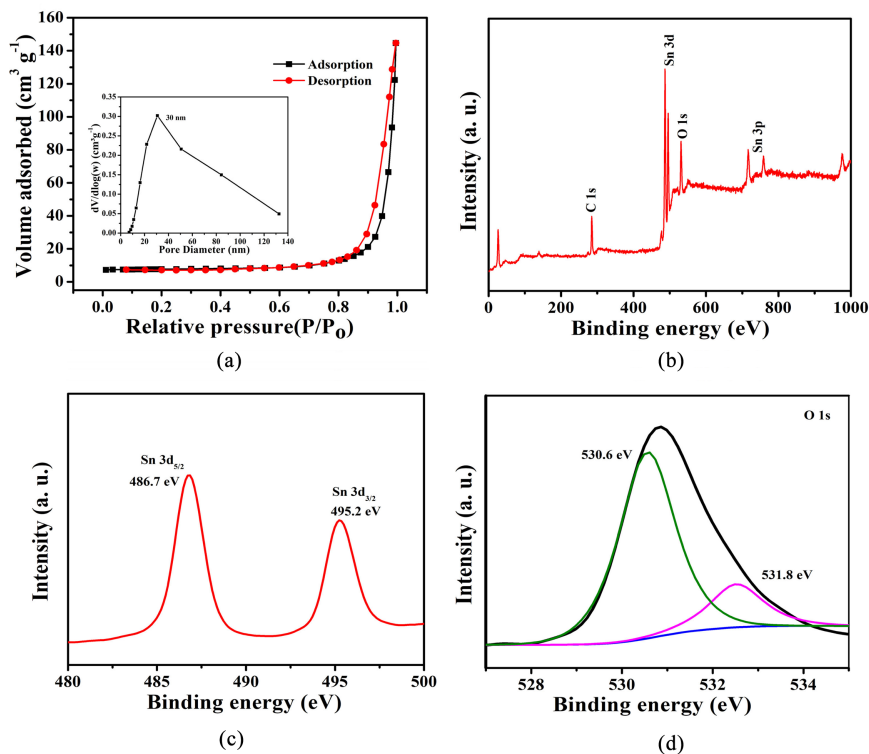 160
140
120
100
80
60
40
20
0
Volume adsorbed (cm³ g⁻¹)
Adsorption
Desorption
0.35
0.30
0.25
0.20
0.15
0.10
0.05
0.00
dV/dlog(w) (cm³g⁻¹)
30 nm
0 20 40 60 80 100 120 140
Pore Diameter (nm)
0.0 0.2 0.4 0.6 0.8 1.0
Relative pressure(P/Po)
(a)
Intensity (a. u.)
C 1s
Sn 3d
O 1s
Sn 3p
0 200 400 600 800 1000
Binding energy (eV)
(b)
Intensity (a. u.)
Sn 3d5/2
486.7 eV
Sn 3d3/2
495.2 eV
480 485 490 495 500
Binding energy (eV)
(c)
Intensity (a. u.)
O 1s
530.6 eV
531.8 eV
528 530 532 534
Binding energy (eV)
(d)